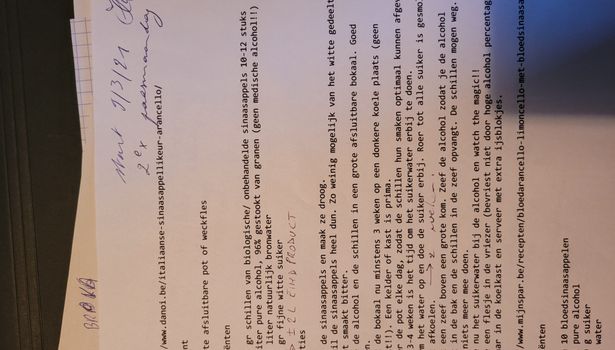 start 9/3/21
2e x paasmaandag
/www.danoi.be/italiaanse-sinaasappellikeur-arancello/
nt
te afsluitbare pot of weckfles
ënten
gr schillen van biologische/ onbehandelde sinaasappels 10-12 stuks
iter pure alcohol, 96% gestookt van granen (geen medische alcohol!!)
liter natuurlijk bronwater
gr fijne witte suiker
± 2L EINDPRODUCT
ties
de sinaasappels en maak ze droog.
il de sinaasappels heel dun. Zo weinig mogelijk van het witte gedeelt
t smaakt bitter.
de alcohol en de schillen in een grote afsluitbare bokaal. Goed
n.
de bokaal nu minstens 3 weken op een donkere koele plaats (geen
t!!). Een kelder of kast is prima.
r de pot elke dag, zodat de schillen hun smaken optimaal kunnen afge
3-4 weken is het tijd om het suikerwater erbij te doen.
m het water op en doe de suiker erbij. Roer tot alle suiker is gesmo
afkoelen
een zeef boven een grote kom. Zeef de alcohol zodat je de alcohol
in de bak en de schillen in de zeef opvangt. De schillen mogen weg.
niets meer mee doen.
nu het suikerwater bij de alcohol en watch the magic!!
een flesje in de vriezer (bevriest niet door hoge alcohol percentag
ar in de koelkast en serveer met extra ijsblokjes.
/www.mijnspar.be/recepten/bloedarancello-limoncello-met-bloedsinaasap
ënten
10 bloedsinaasappelen
pure alcohol
g suiker
water